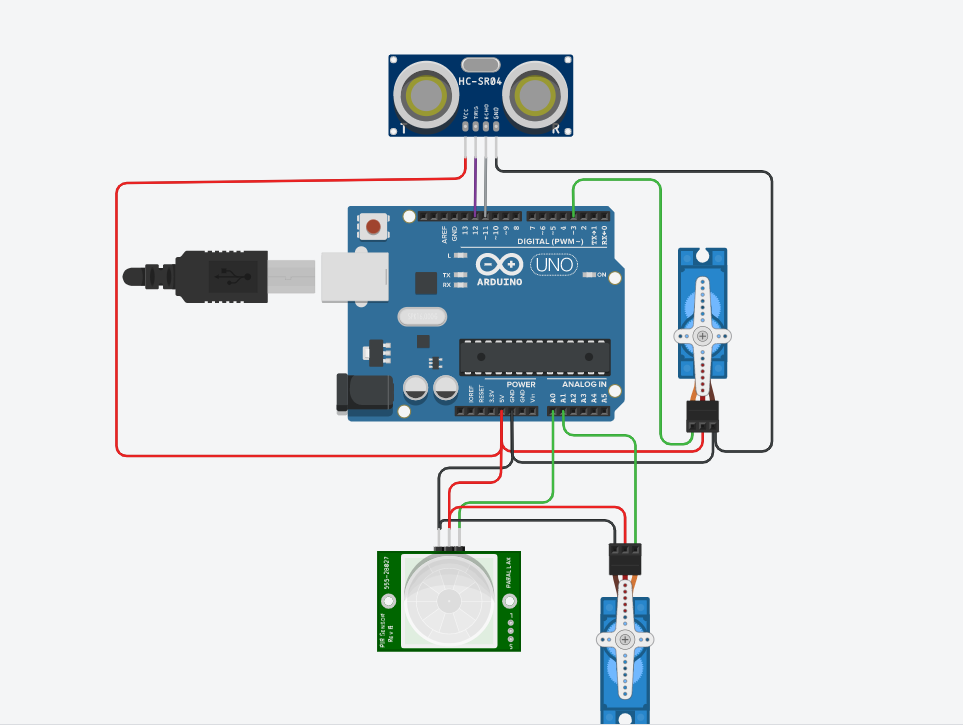 HC-SR04
VCC
TRIG
ECHO
GND
T
R
AREF
GND
13
12
~11
~10
~9
8
7
~6
~5
4
~3
2
TX→1
RX←0
DIGITAL (PWM~)
L
TX
RX
ARDUINO
UNO
ON
POWER
ANALOG IN
IOREF
RESET
3.3V
5V
GND
GND
Vin
A0
A1
A2
A3
A4
A5
555-28027
PIR Sensor
Rev B
PARALLAX